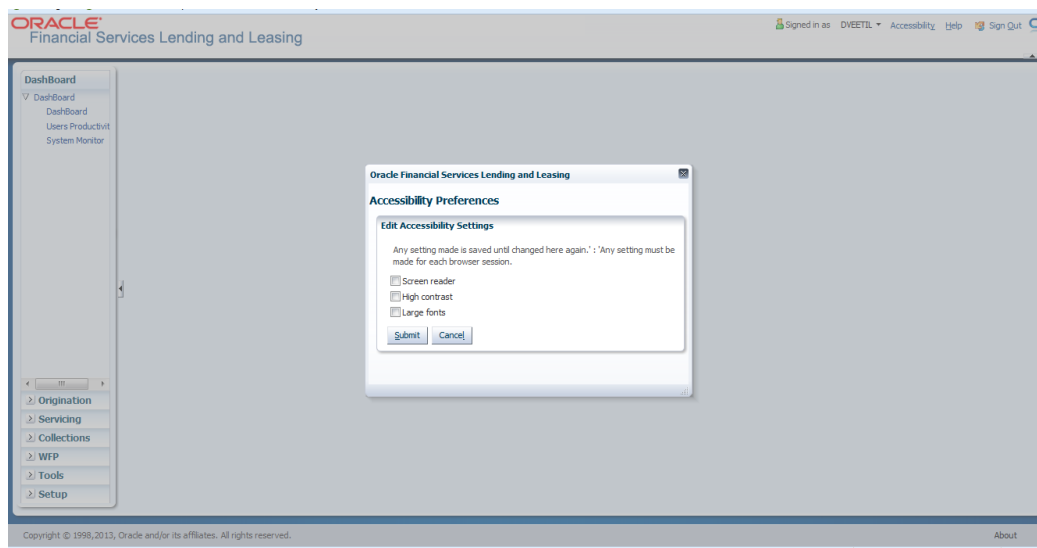 ORACLE
Financial Services Lending and Leasing
Signed in as DVEETIL Accessibility Help Sign Out
DashBoard
DashBoard
DashBoard
Users Productivit
System Monitor
Oracle Financial Services Lending and Leasing
Accessibility Preferences
Edit Accessibility Settings
Any setting made is saved until changed here again.' : 'Any setting must be
made for each browser session.
Screen reader
High contrast
Large fonts
Submit Cancel
Origination
Servicing
Collections
WFP
Tools
Setup
Copyright © 1998,2013, Oracle and/or its affiliates. All rights reserved.
About